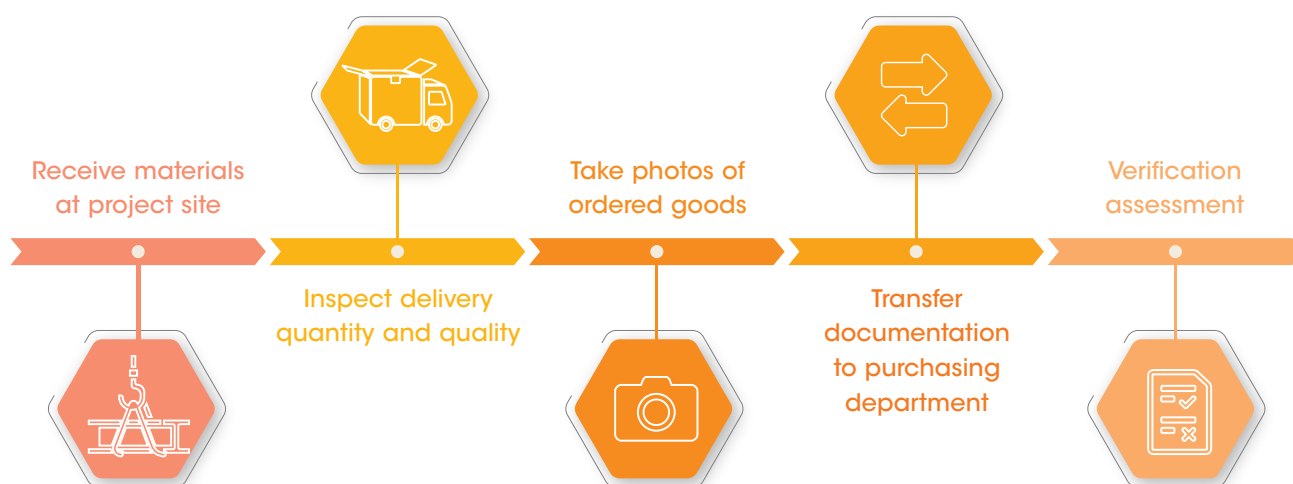 Receive materials
at project site
Inspect delivery
quantity and quality
Take photos of
ordered goods
Transfer
documentation
to purchasing
department
Verification
assessment